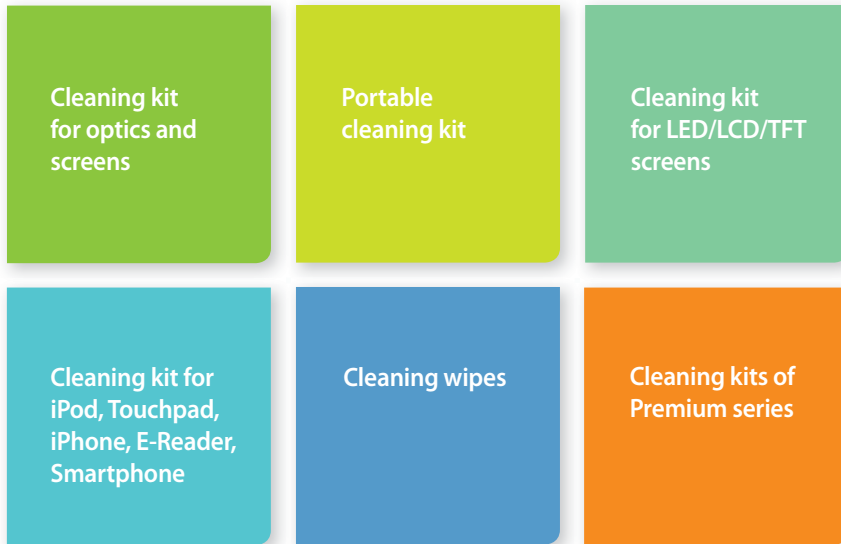 Cleaning kit
for optics and
screens
Portable
cleaning kit
Cleaning kit
for LED/LCD/TFT
screens
Cleaning kit for
iPod, Touchpad,
iPhone, E-Reader,
Smartphone
Cleaning wipes
Cleaning kits of
Premium series